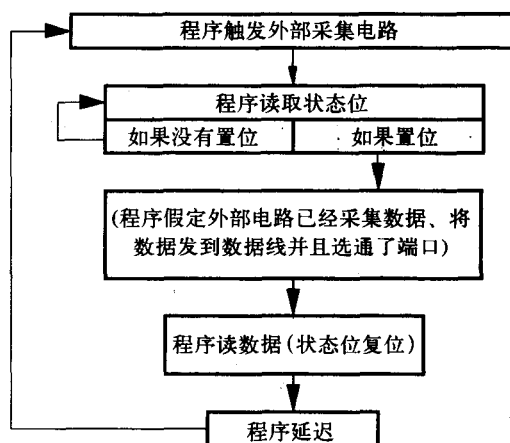 程序触发外部采集电路
程序读取状态位
如果没有置位
如果置位
(程序假定外部电路已经采集数据、将
数据发到数据线并且选通了端口)
程序读数据(状态位复位)
程序延迟